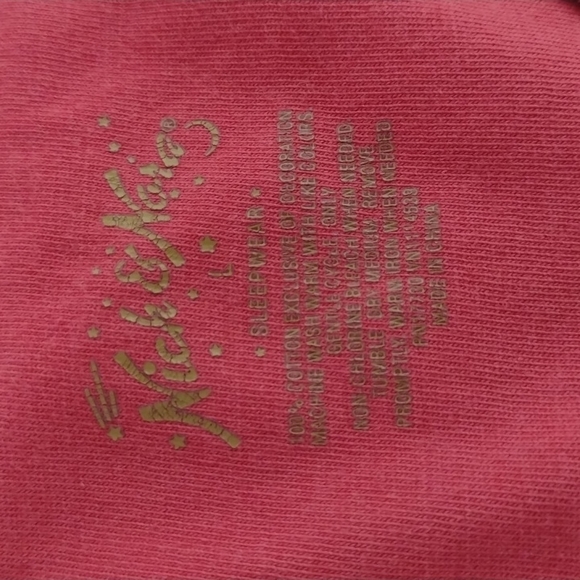 Nick & Nora®
L
• SLEEPWEAR •
100% COTTON EXCLUSIVE OF DECORATION
MACHINE WASH WARM WITH LIKE COLORS.
GENTLE CYCLE ONLY
NON-CHLORINE BLEACH WHEN NEEDED
TUMBLE DRY MEDIUM. REMOVE
PROMPTLY. WARM IRON WHEN NEEDED
MADE IN CHINA